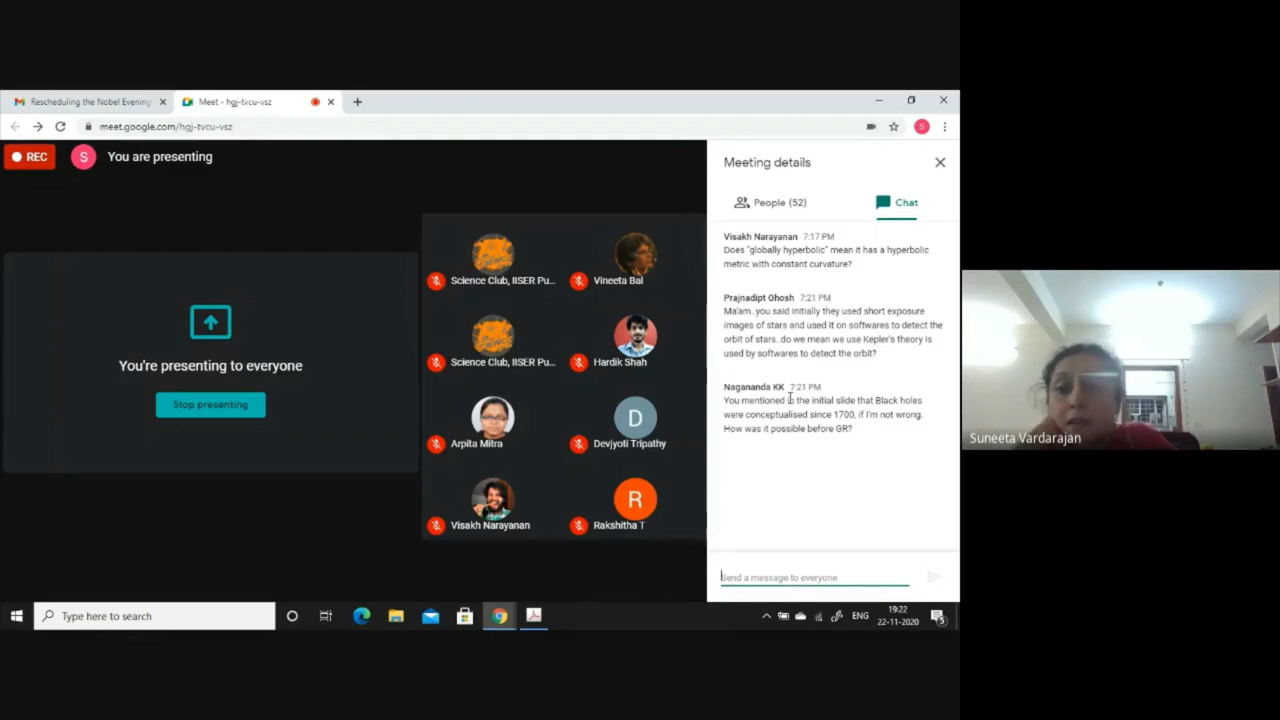 Rescheduling the Nobel Evening
Meet - hgj-tvcu-vsz
meet.google.com/hgj-tvcu-vsz
S
REC
S
You are presenting
Meeting details
People (52)
Chat
Visakh Narayanan 7:17 PM
Does "globally hyperbolic" mean it has a hyperbolic
metric with constant curvature?
Prajnadipt Ghosh 7:21 PM
Ma'am..you said Initially they used short exposure
images of stars and used it on softwares to detect the
orbit of stars..do we mean we use Kepler's theory is
used by softwares to detect the orbit?
Nagananda KK 7:21 PM
You mentioned in the initial slide that Black holes
were conceptualised since 1700, if I'm not wrong.
How was it possible before GR?
Send a message to everyone
You're presenting to everyone
Stop presenting
Science Club, IISER Pu...
Vineeta Bal
Science Club, IISER Pu...
Hardik Shah
Arpita Mitra
D
Devjyoti Tripathy
Visakh Narayanan
R
Rakshitha T
Suneeta Vardarajan
Type here to search
ENG
19:22
22-11-2020
5